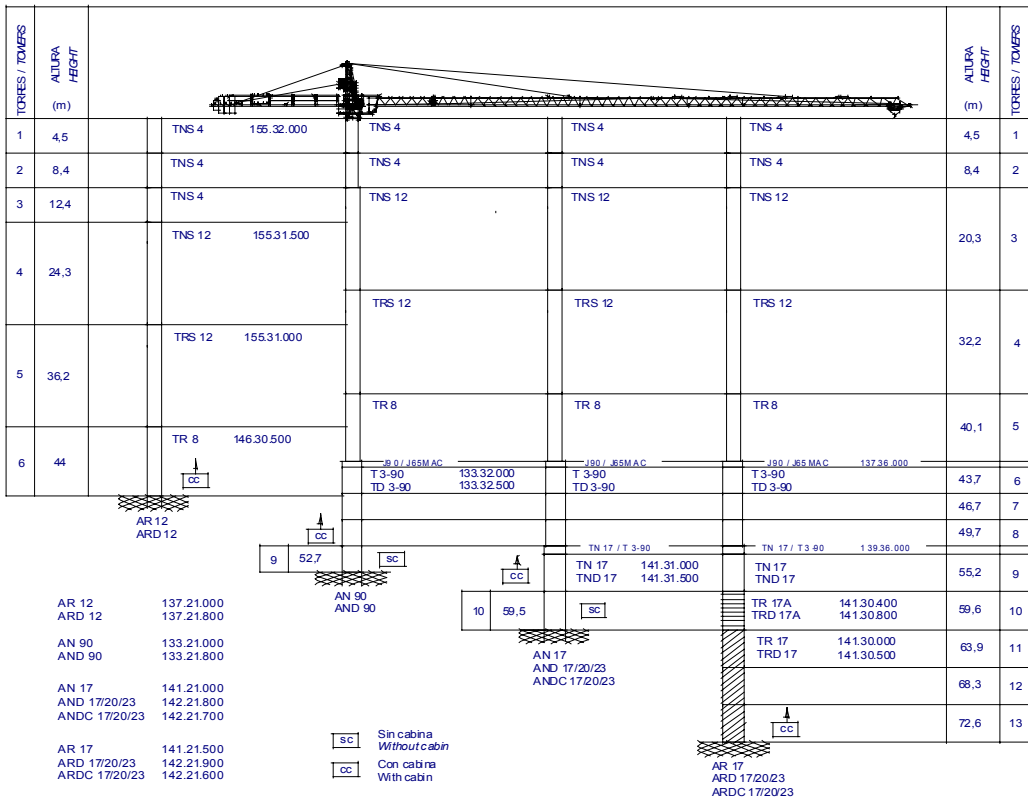 TORRES / TOWERS
ALTURA
HEIGHT
(m)
ALTURA
HEIGHT
(m)
TORRES / TOWERS
1 4,5 TNS 4 155.32.000 TNS 4 TNS 4 TNS 4 4,5 1
2 8,4 TNS 4 TNS 4 TNS 4 TNS 4 8,4 2
3 12,4 TNS 4 TNS 12 TNS 12 TNS 12
TNS 12 155.31.500 20,3 3
4 24,3
TRS 12 TRS 12 TRS 12
TRS 12 155.31.000 32,2 4
5 36,2
TR 8 TR 8 TR 8
40,1 5
TR 8 146.30.500
6 44
CC
J90 / J65MAC J90 / J65MAC J90 / J65MAC 137.36.000
T 3-90 133.32.000 T 3-90 T 3-90
TD 3-90 133.32.500 TD 3-90 TD 3-90
43,7 6
46,7 7
49,7 8
AR 12
ARD 12
CC
TN 17 / T 3-90 TN 17 / T 3-90 139.36.000
9 52,7 SC
AN 90
AND 90
CC
TN 17 141.31.000 TN 17
TND 17 141.31.500 TND 17
55,2 9
10 59,5 SC
TR 17A 141.30.400
TRD 17A 141.30.800
59,6 10
AN 17
AND 17/20/23
ANDC 17/20/23
TR 17 141.30.000
TRD 17 141.30.500
63,9 11
68,3 12
72,6 13
CC
AR 17
ARD 17/20/23
ARDC 17/20/23
AR 12 137.21.000
ARD 12 137.21.800
AN 90 133.21.000
AND 90 133.21.800
AN 17 141.21.000
AND 17/20/23 142.21.800
ANDC 17/20/23 142.21.700
AR 17 141.21.500
ARD 17/20/23 142.21.900
ARDC 17/20/23 142.21.600
SC Sin cabina
Without cabin
CC Con cabina
With cabin